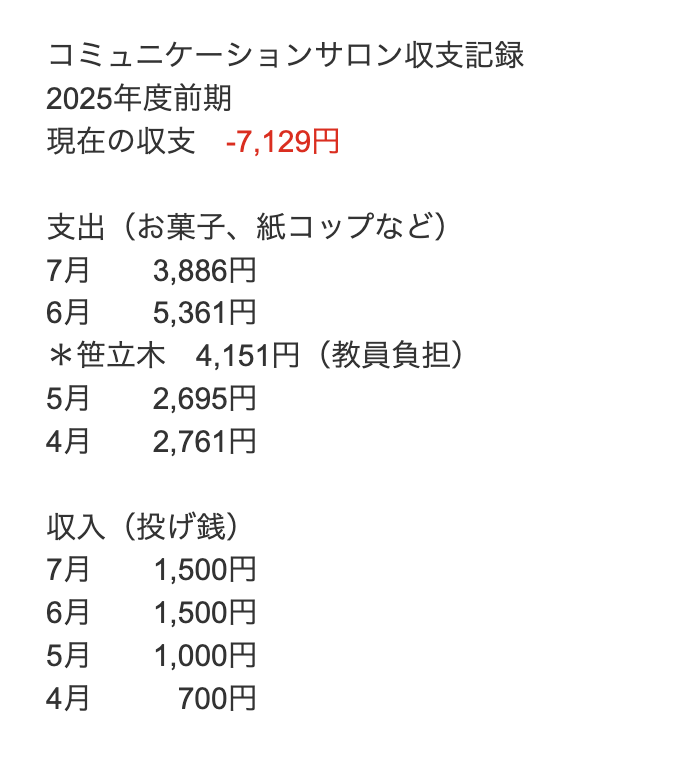 コミュニケーションサロン収支記録
2025年度前期
現在の収支　-7,129円
支出（お菓子、紙コップなど）
7月　　3,886円
6月　　5,361円
＊笹立木　4,151円（教員負担）
5月　　2,695円
4月　　2,761円
収入（投げ銭）
7月　　1,500円
6月　　1,500円
5月　　1,000円
4月　　　700円